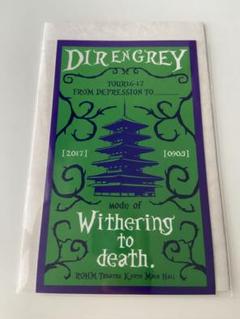 DIR EN GREY
TOUR16-17
FROM DEPRESSION TO ______
[2017]
[0903]
mode of
Withering
to
death.
ROHM Theatre Kyoto Main Hall